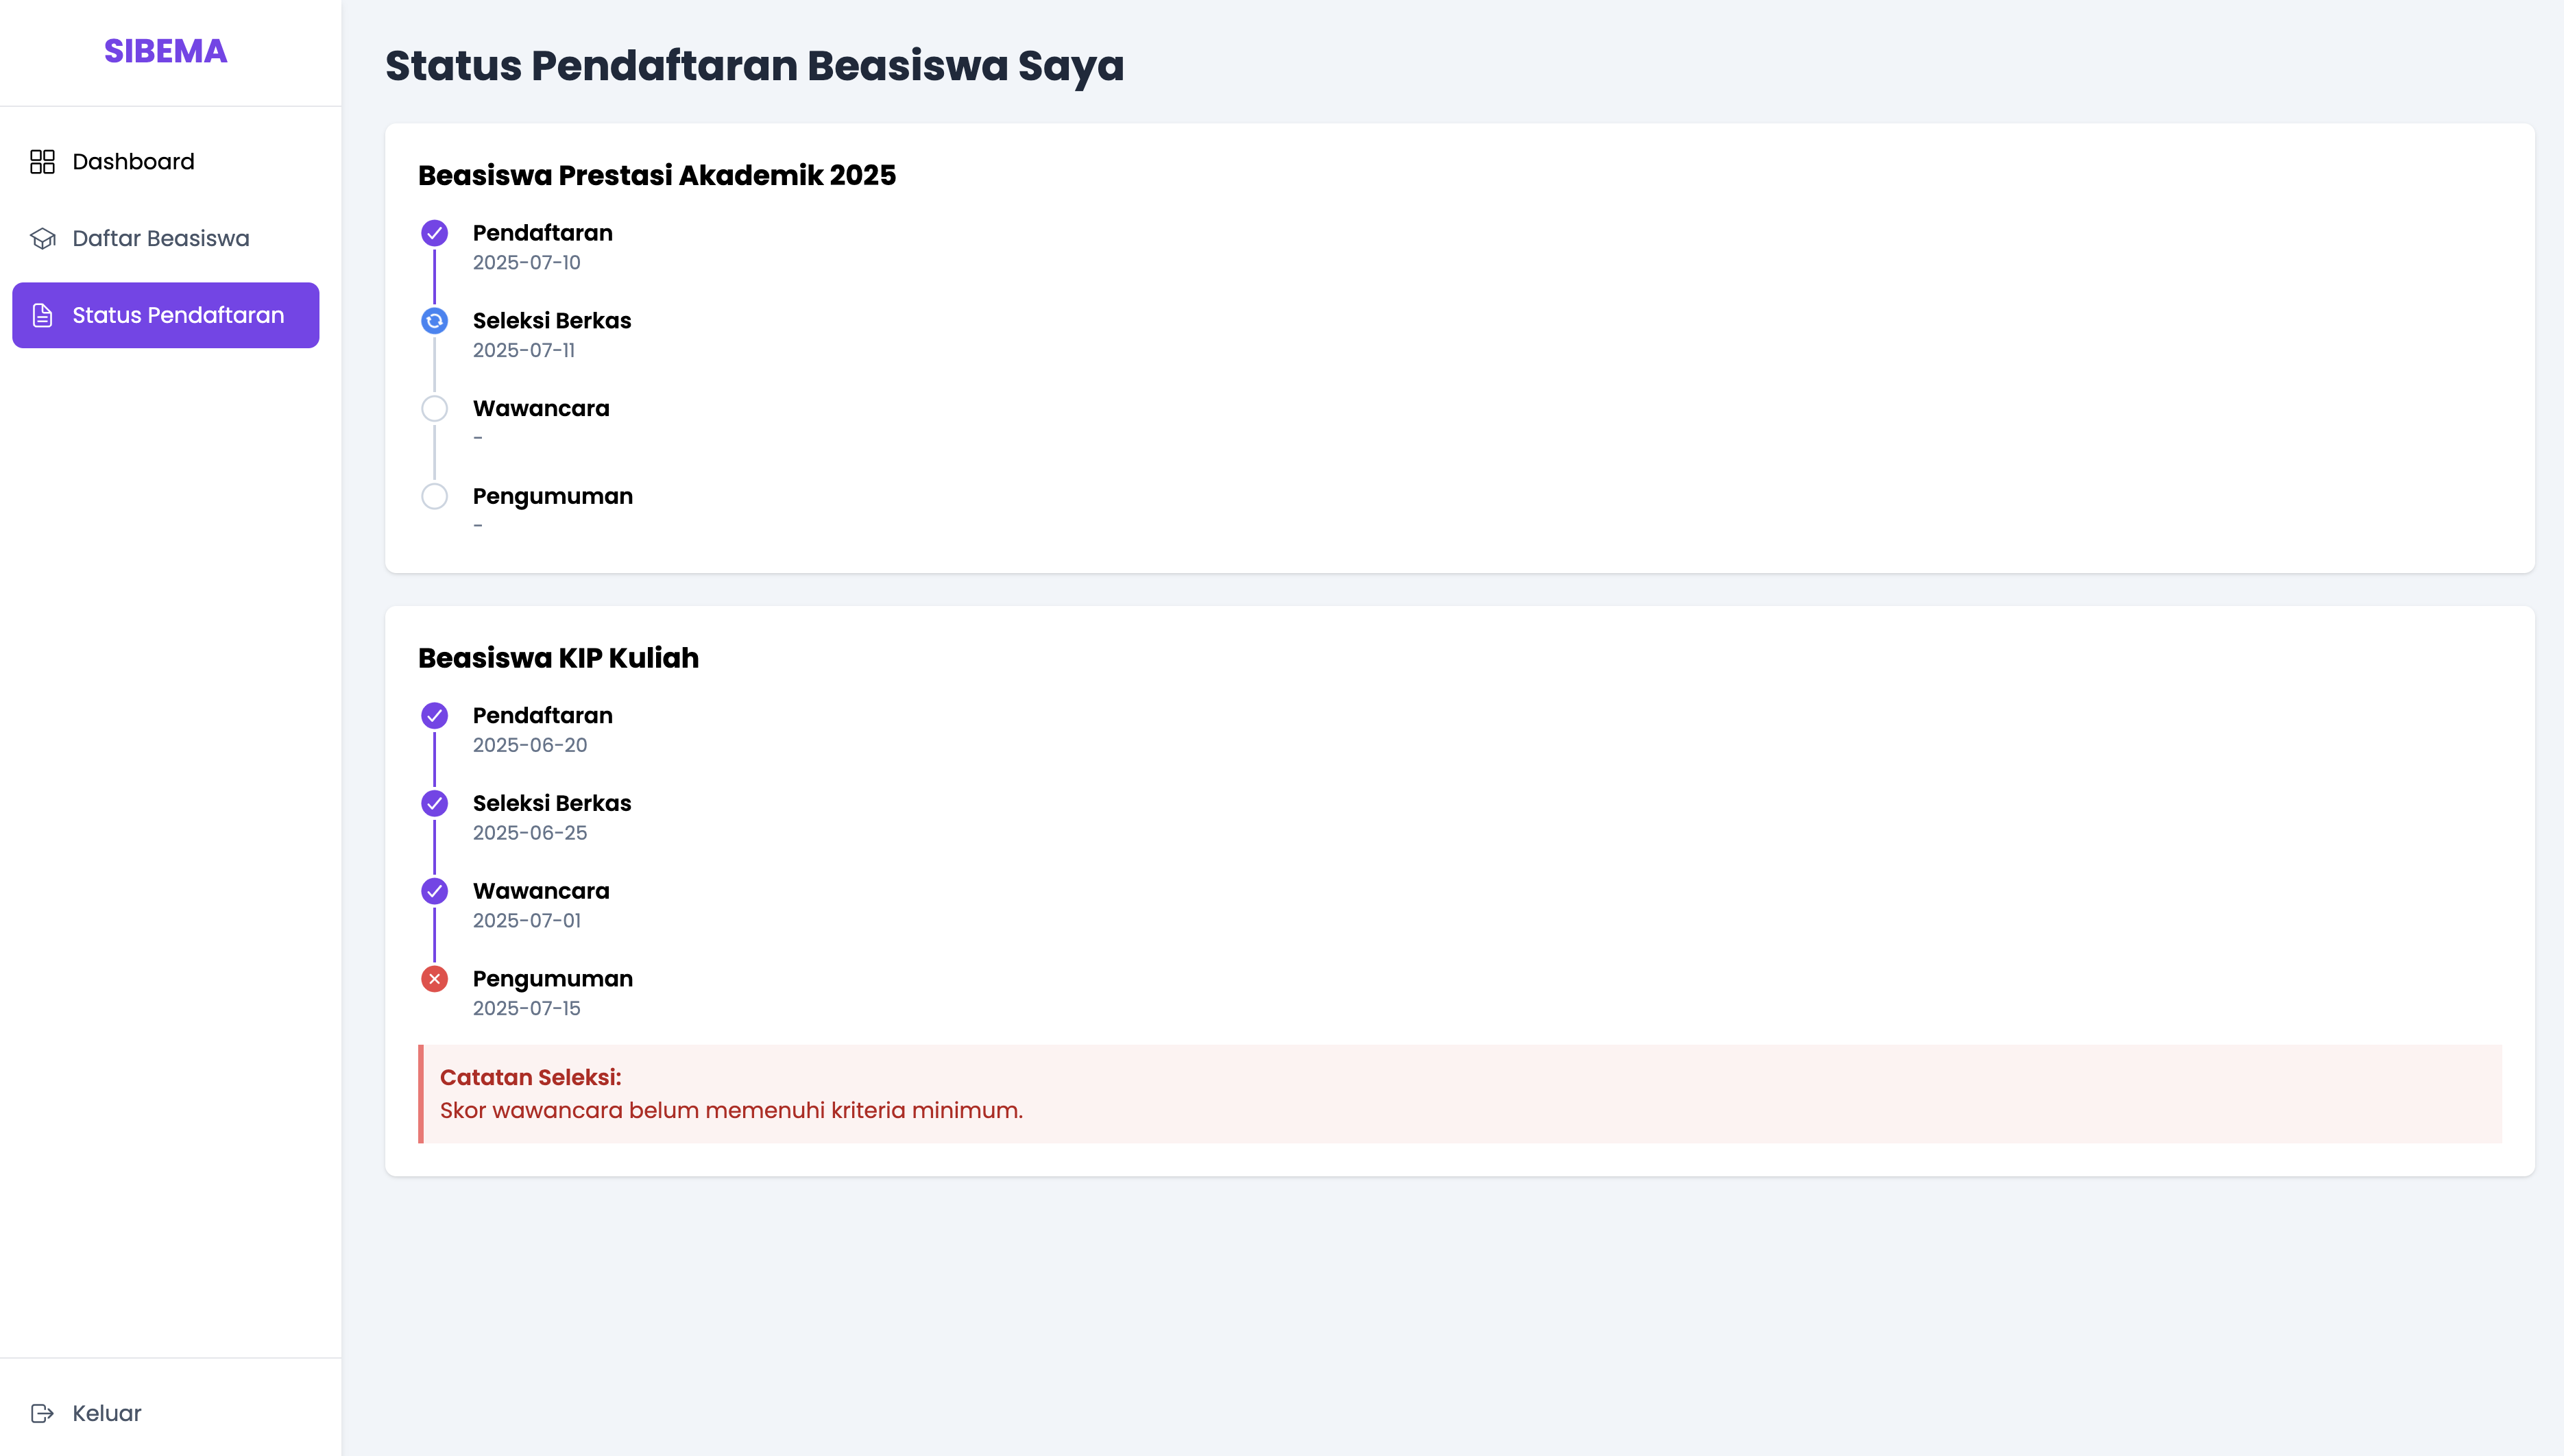 SIBEMA
Dashboard
Daftar Beasiswa
Status Pendaftaran
Keluar
Status Pendaftaran Beasiswa Saya
Beasiswa Prestasi Akademik 2025
Pendaftaran
2025-07-10
Seleksi Berkas
2025-07-11
Wawancara
-
Pengumuman
-
Beasiswa KIP Kuliah
Pendaftaran
2025-06-20
Seleksi Berkas
2025-06-25
Wawancara
2025-07-01
Pengumuman
2025-07-15
Catatan Seleksi:
Skor wawancara belum memenuhi kriteria minimum.